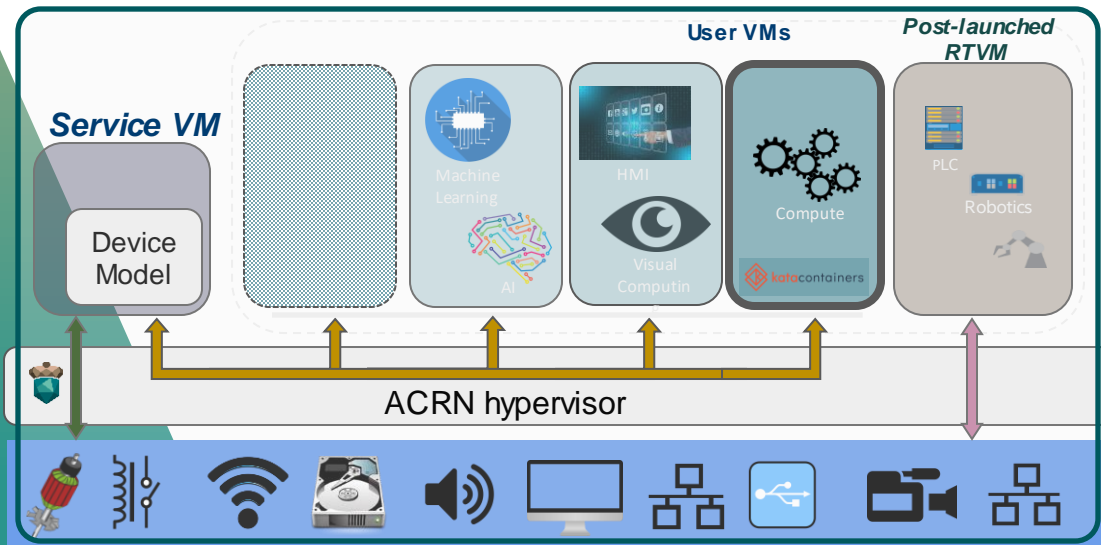 User VMs
Post-launched
RTVM
Service VM
Device
Model
Machine
Learning
AI
HMI
Visual
Computin
Compute
katacontainers
PLC
Robotics
ACRN hypervisor